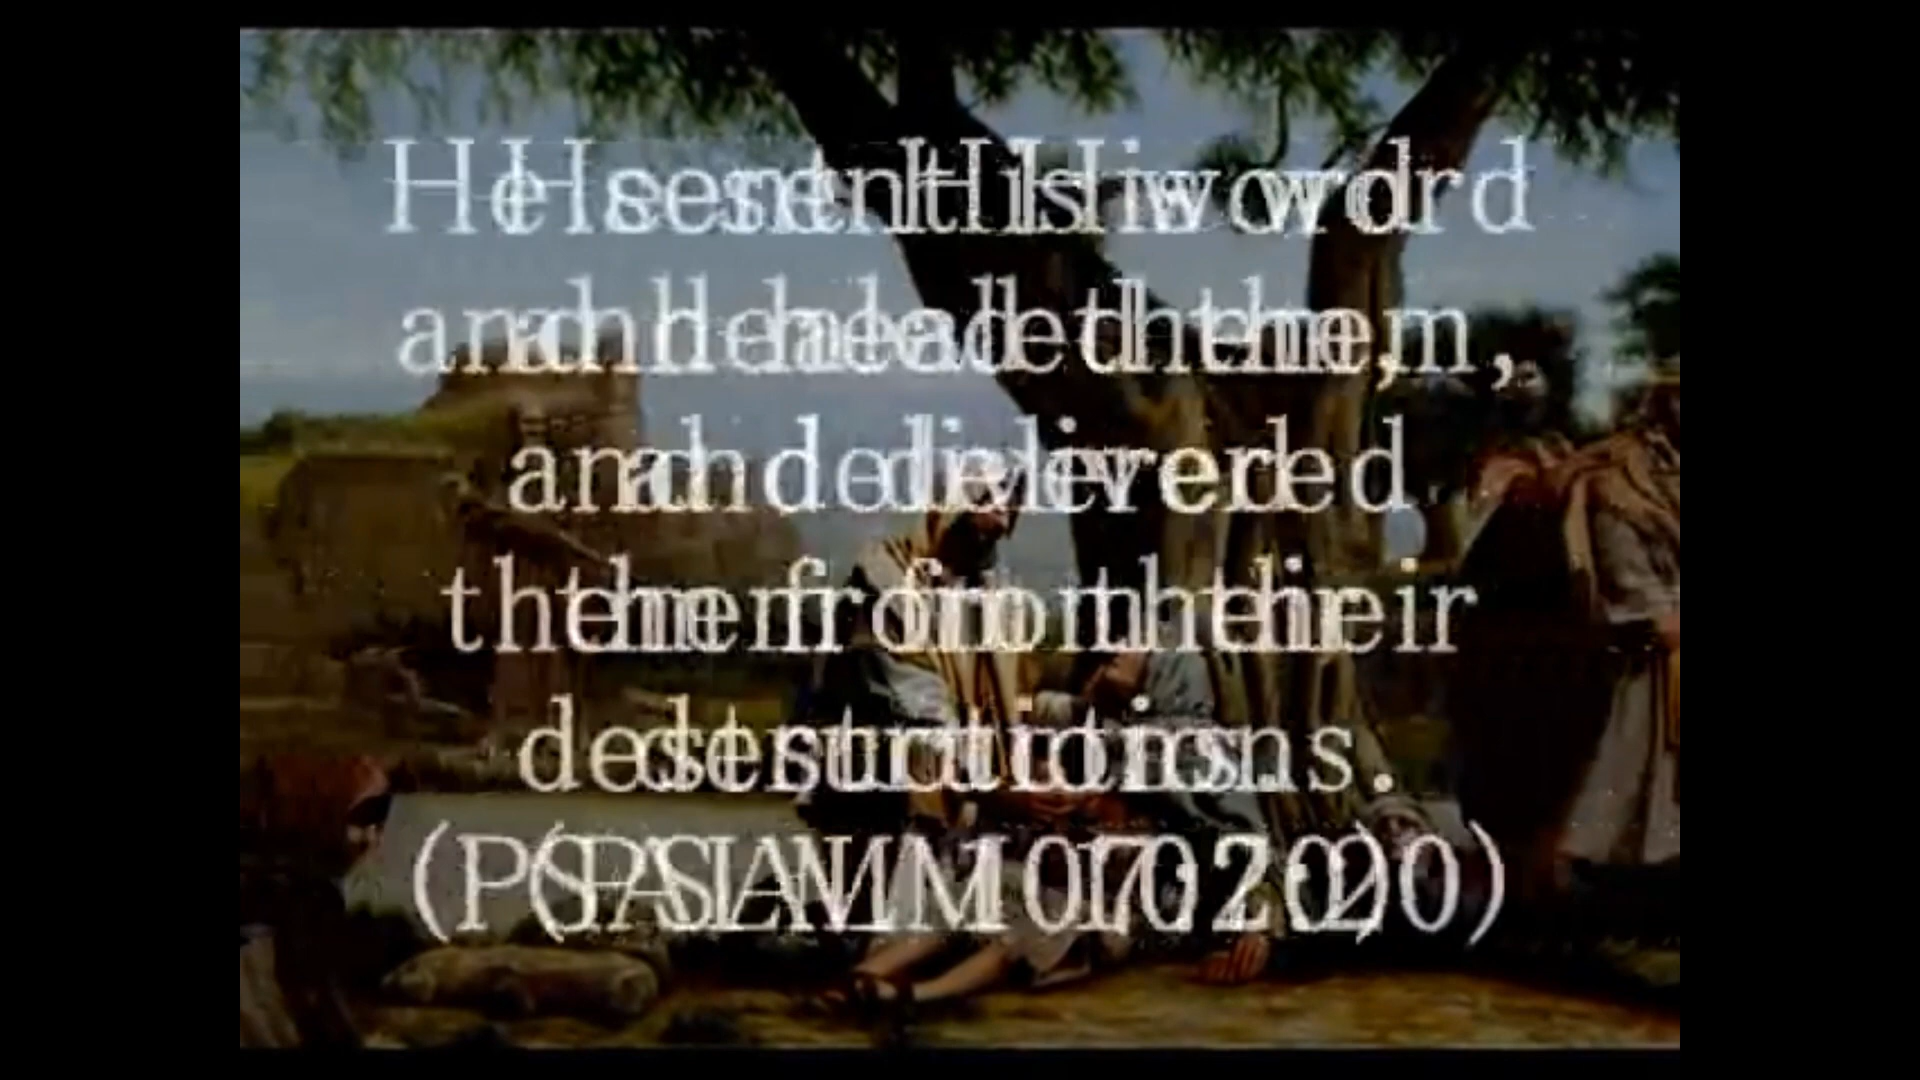 He sent His word
and healed them,
and delivered
them from their
destructions.
(PSALM 107:20)